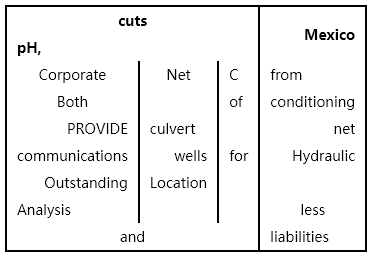 cuts
Mexico
pH,
Corporate Net C from
Both of conditioning
PROVIDE culvert net
communications wells for Hydraulic
Outstanding Location
Analysis less
and liabilities